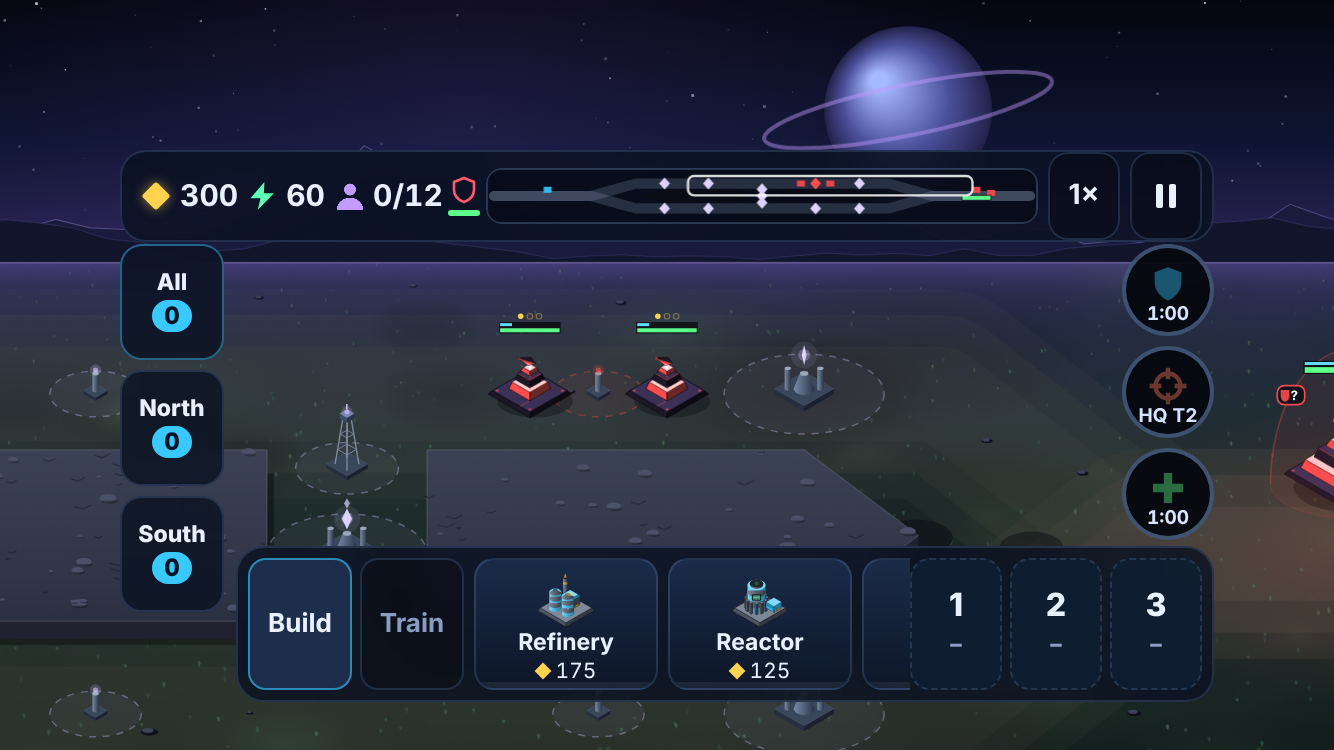 300 60 0/12 1×
All
0
North
0
South
0
1:00
HQ T2
1:00
?
Build
Train
Refinery
175
Reactor
125
1
–
2
–
3
–